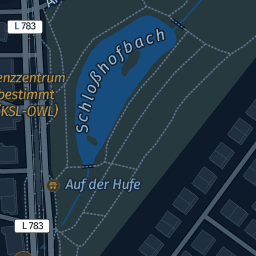 L 783
enzzentrum
bestimmt
(KSL-OWL)
Schloßhofbach
Auf der Hufe
L 783